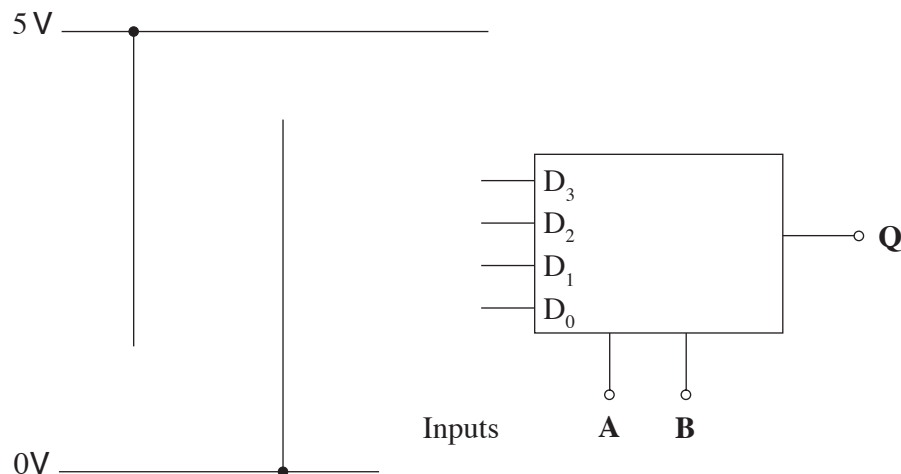 5 V
D₃
D₂
Q
D₁
D₀
Inputs A B
0V